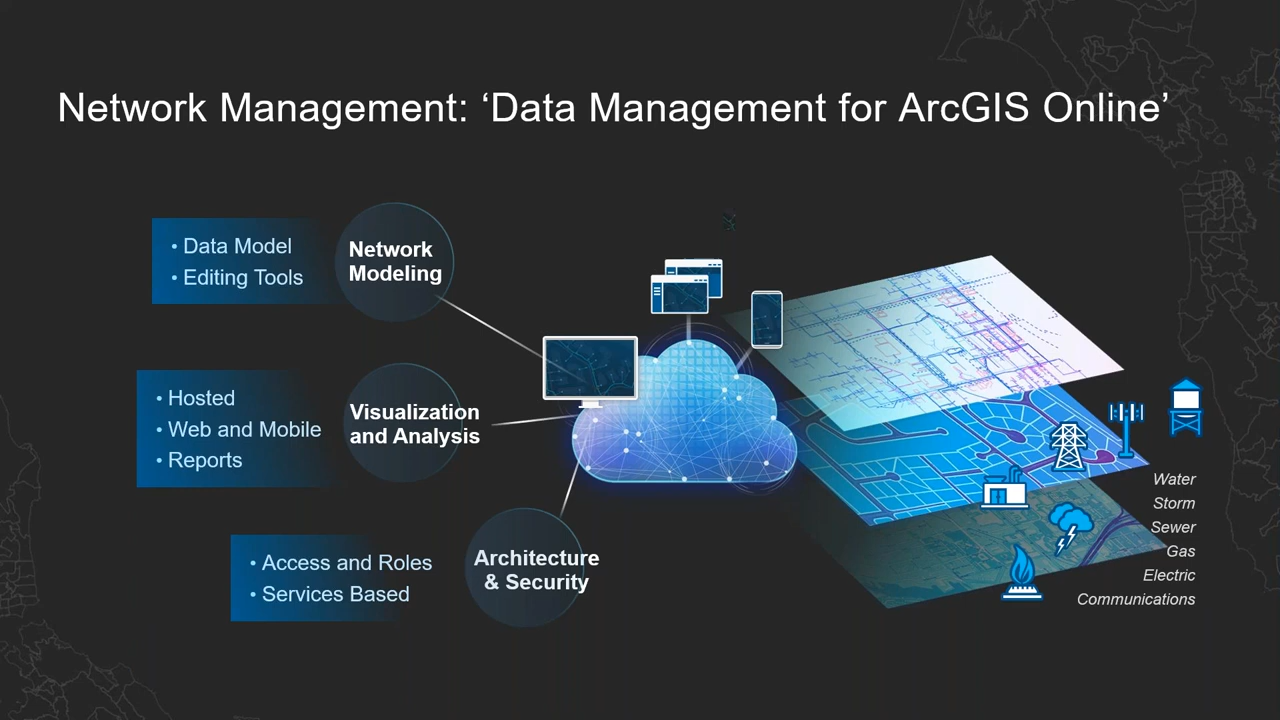 Network Management: ‘Data Management for ArcGIS Online’
• Data Model
• Editing Tools
Network
Modeling
• Hosted
• Web and Mobile
• Reports
Visualization
and Analysis
• Access and Roles
• Services Based
Architecture
& Security
Water
Storm
Sewer
Gas
Electric
Communications